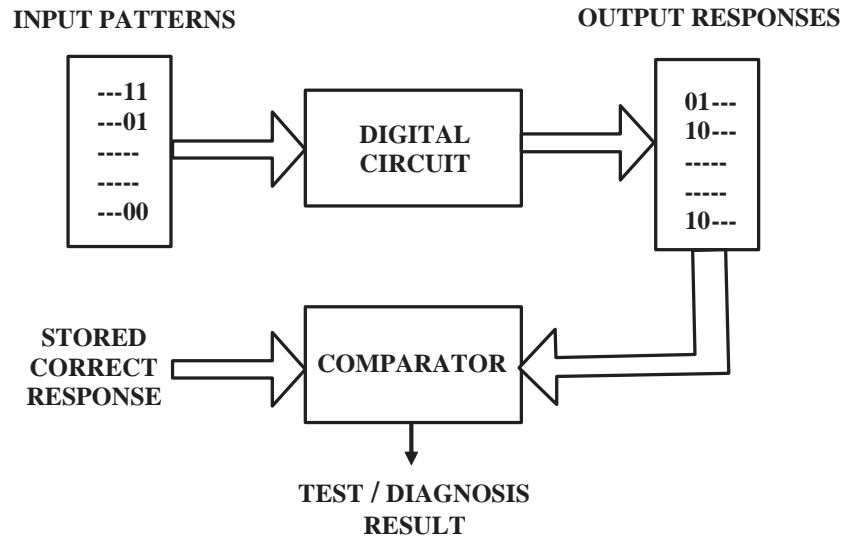 INPUT PATTERNS
OUTPUT RESPONSES
---11
---01
-----
-----
---00
DIGITAL
CIRCUIT
01---
10---
-----
-----
10---
STORED
CORRECT
RESPONSE
COMPARATOR
TEST / DIAGNOSIS
RESULT